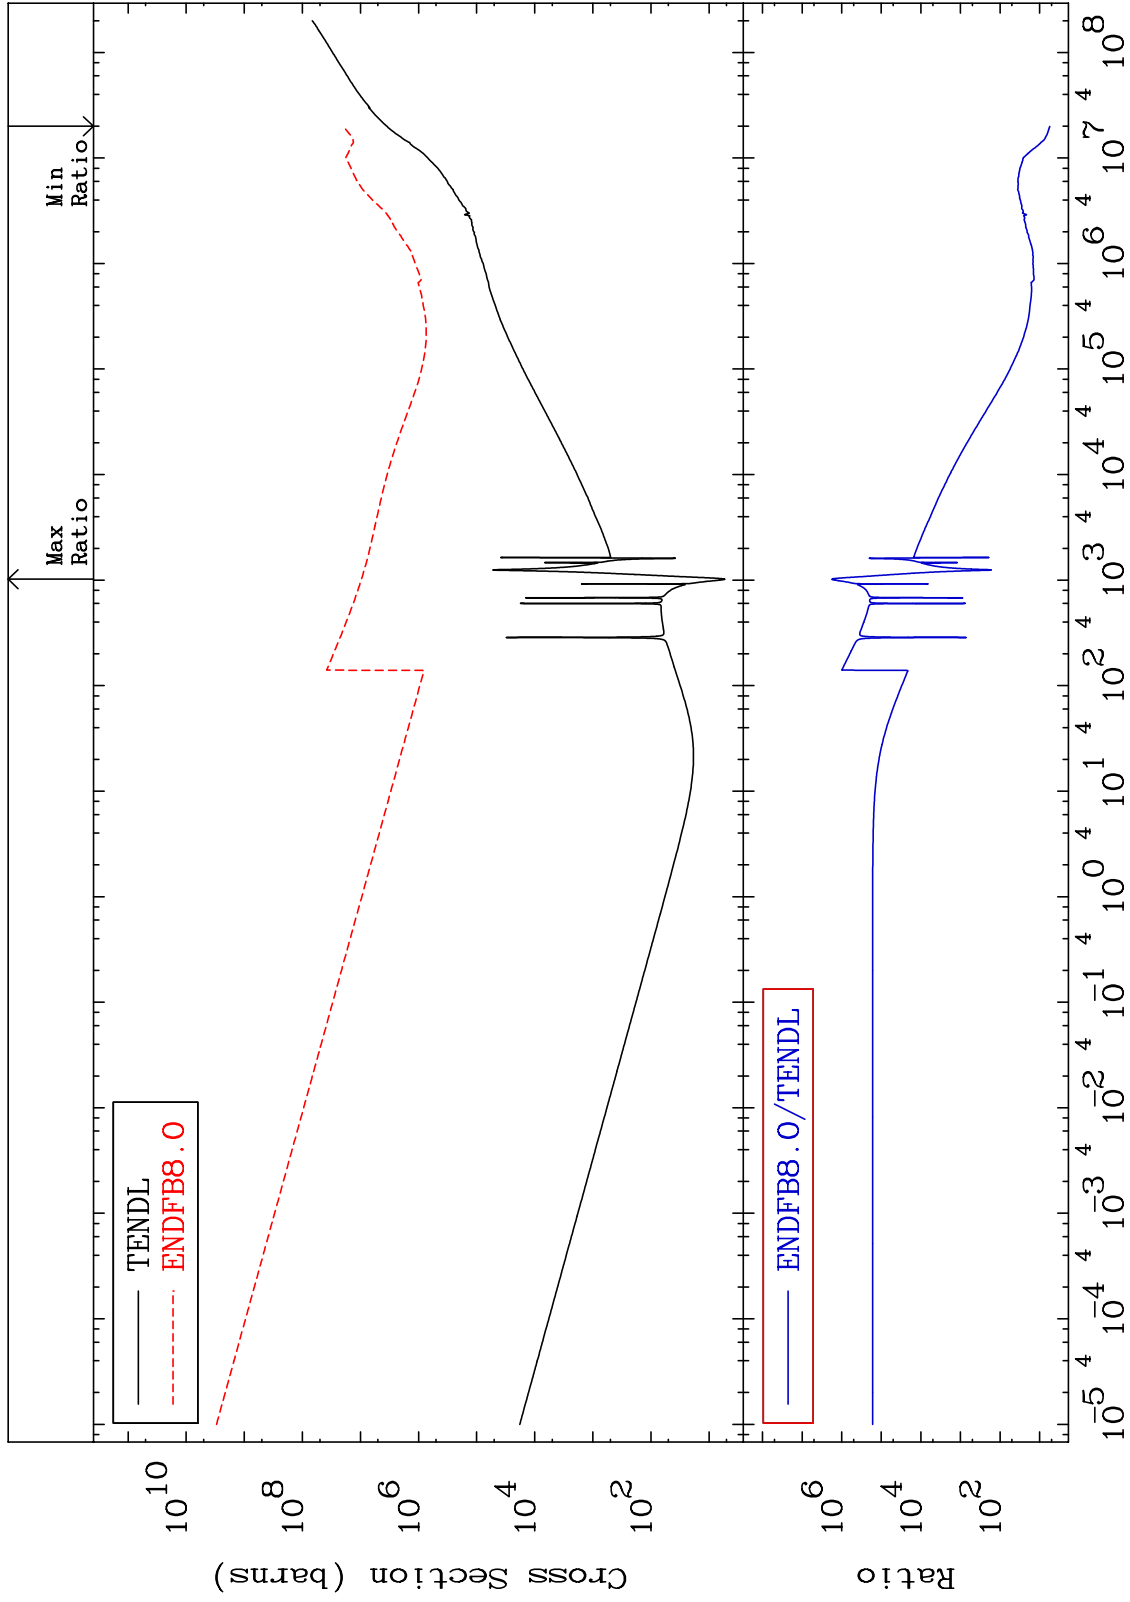 Min
Ratio
Max
Ratio
Cross Section (barns)
10^10
10^8
10^6
10^4
10^2
TENDL
ENDFB8.0
Ratio
10^6
10^4
10^2
ENDFB8.0/TENDL
10^-5 4 10^-4 4 10^-3 4 10^-2 4 10^-1 4 10^0 4 10^1 4 10^2 4 10^3 4 10^4 4 10^5 4 10^6 4 10^7 4 10^8